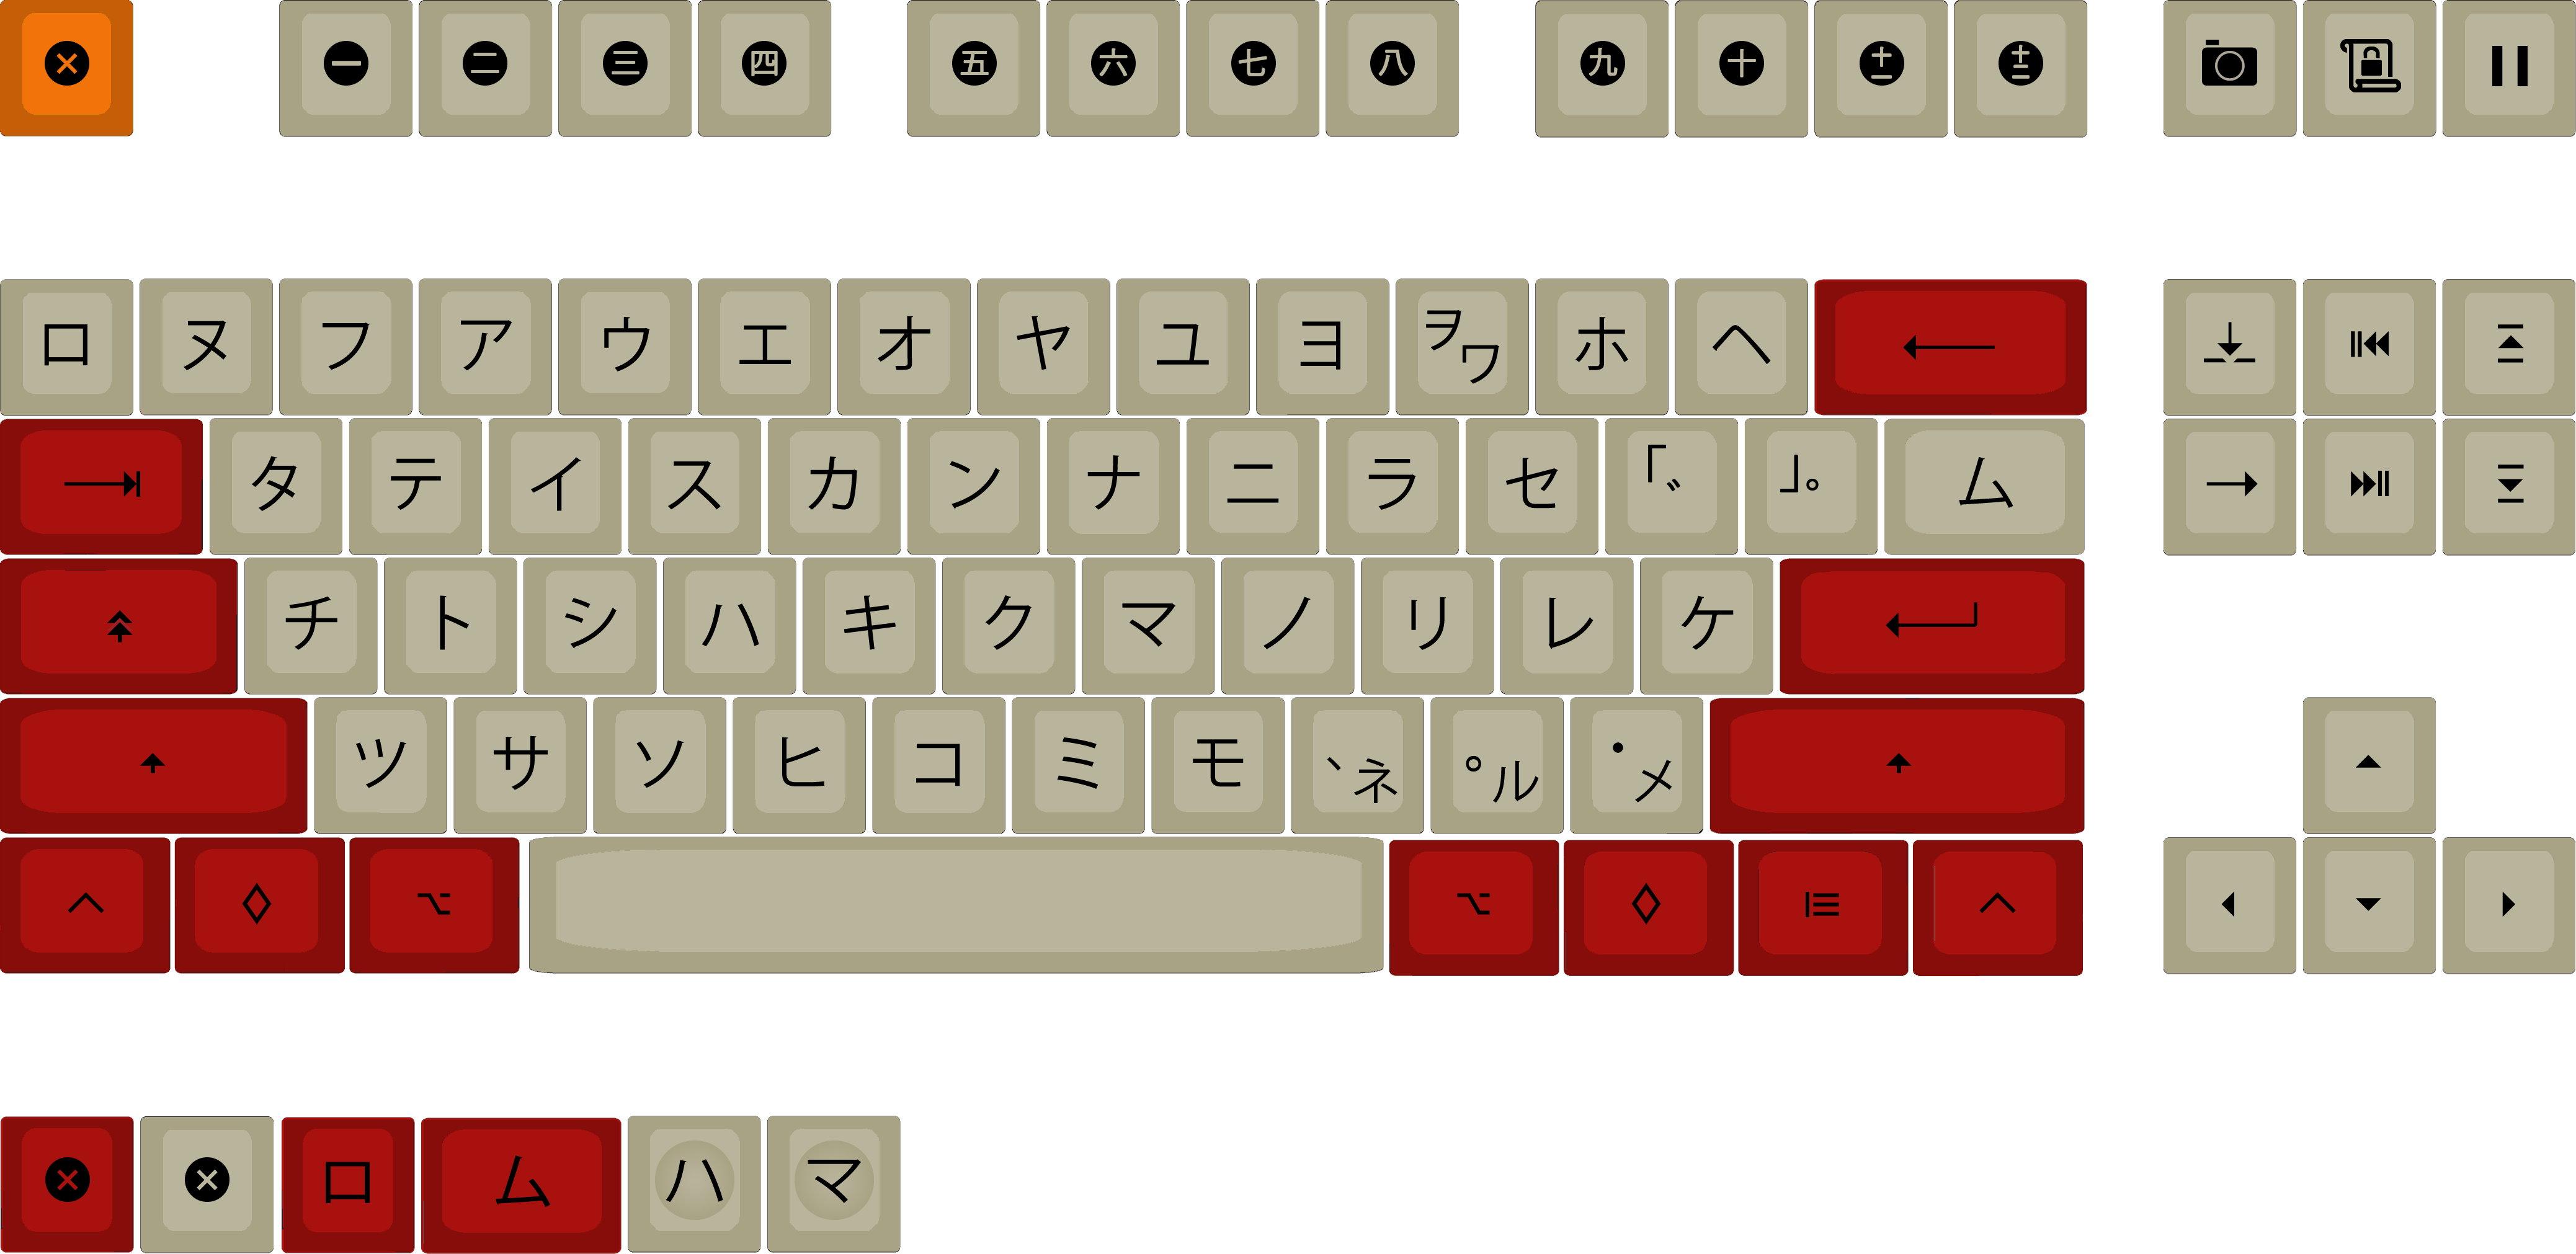 一 二 三 四 五 六 七 八 九 十 ± ±
ロ ヌ フ ア ウ エ オ ヤ ユ ヨ ヲ ワ ホ ヘ
タ テ イ ス カ ン ナ ニ ラ セ 「 ゛ 」 ゜ ム
チ ト シ ハ キ ク マ ノ リ レ ケ
ツ サ ソ ヒ コ ミ モ 、ネ 。ル ・メ
ロ ム ハ マ